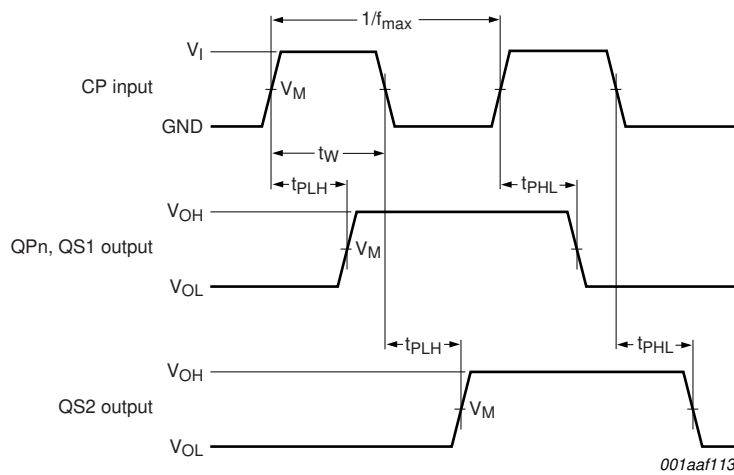 1/fmax
VI
CP input
VM
GND
tW
tPLH
tPHL
VOH
QPn, QS1 output
VM
VOL
tPLH
tPHL
VOH
QS2 output
VM
VOL
001aaf113